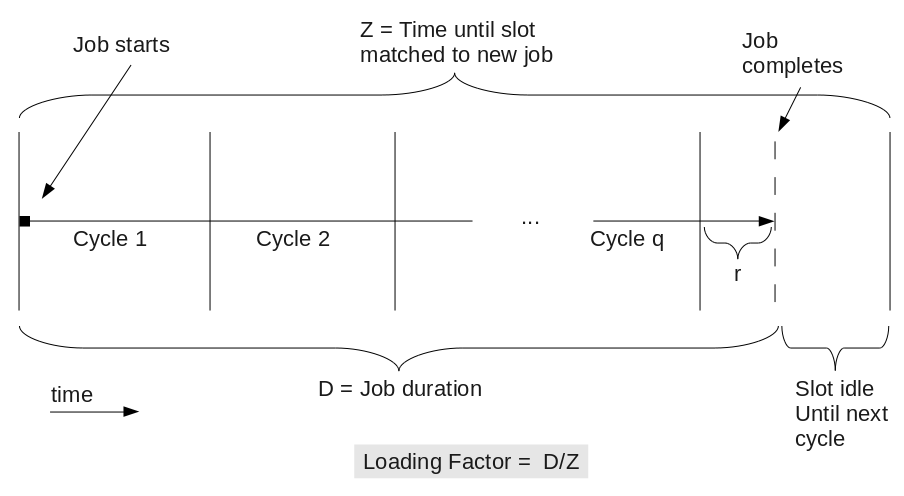 Z = Time until slot
matched to new job
Job starts
Job
completes
...
Cycle 1
Cycle 2
Cycle q
r
D = Job duration
time
Slot idle
Until next
cycle
Loading Factor = D/Z